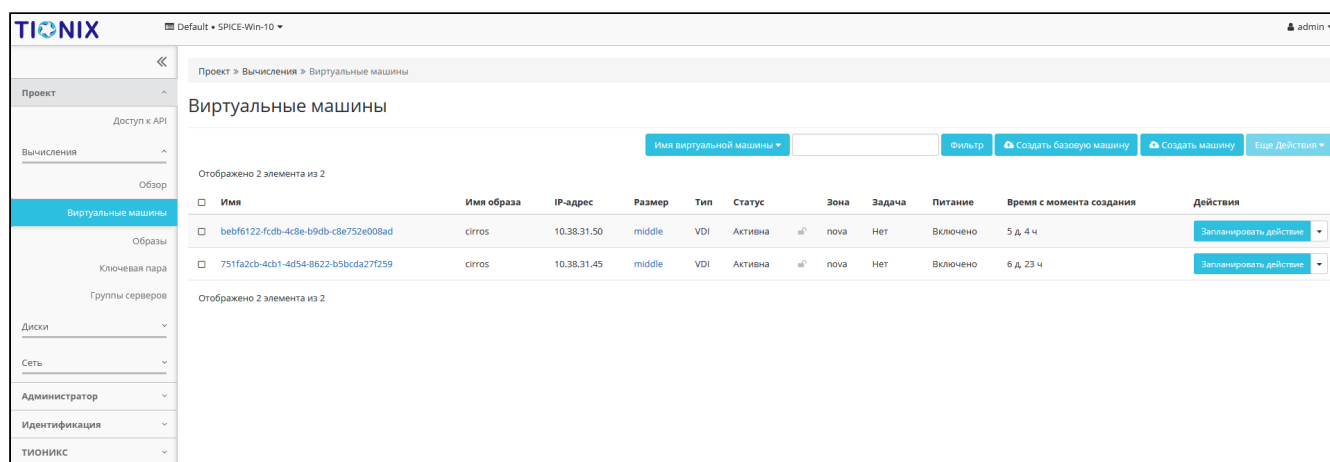 TIONIX
Default • SPICE-Win-10
admin
Проект » Вычисления » Виртуальные машины
Проект
Доступ к API
Вычисления
Обзор
Виртуальные машины
Образы
Ключевая пара
Группы серверов
Диски
Сеть
Администратор
Идентификация
ТИОНИКС
Виртуальные машины
Имя виртуальной машины Фильтр Создать базовую машину Создать машину Еще Действия
Отображено 2 элемента из 2
Имя Имя образа IP-адрес Размер Тип Статус Зона Задача Питание Время с момента создания Действия
bebf6122-fcdb-4c8e-b9db-c8e752e008ad cirros 10.38.31.50 middle VDI Активна nova Нет Включено 5 д, 4 ч Запланировать действие
751fa2cb-4cb1-4d54-8622-b5bcda27f259 cirros 10.38.31.45 middle VDI Активна nova Нет Включено 6 д, 23 ч Запланировать действие
Отображено 2 элемента из 2